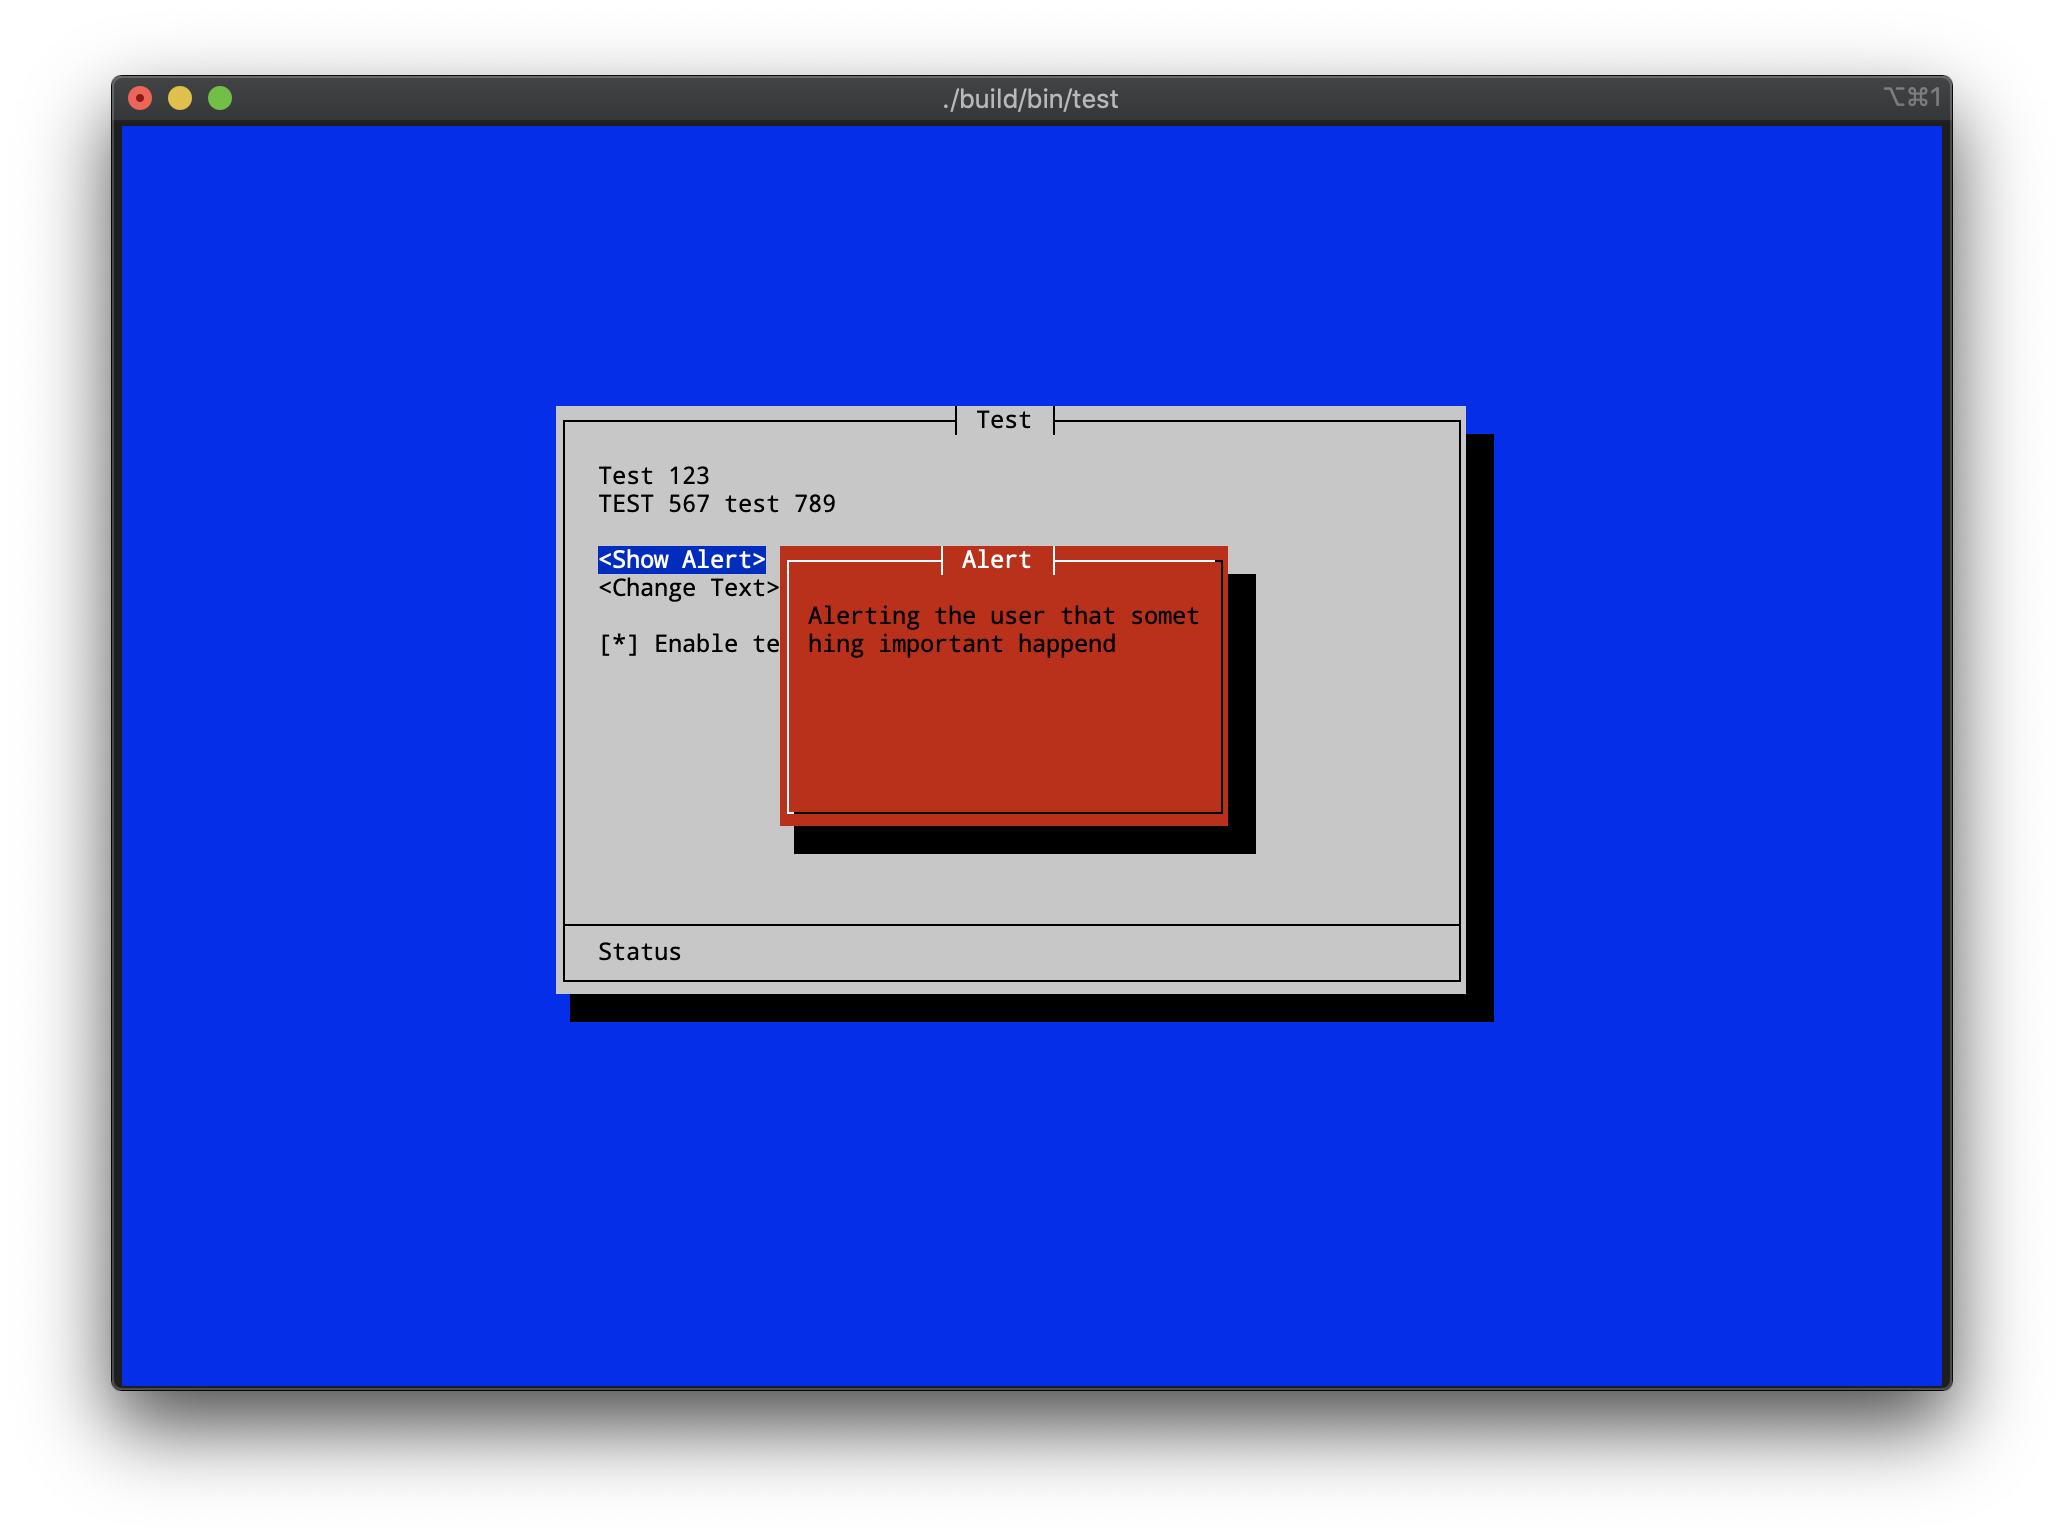 ./build/bin/test
⌥⌘1
Test
Test 123
TEST 567 test 789
<Show Alert>
<Change Text>
[*] Enable te
Alert
Alerting the user that somet
hing important happend
Status